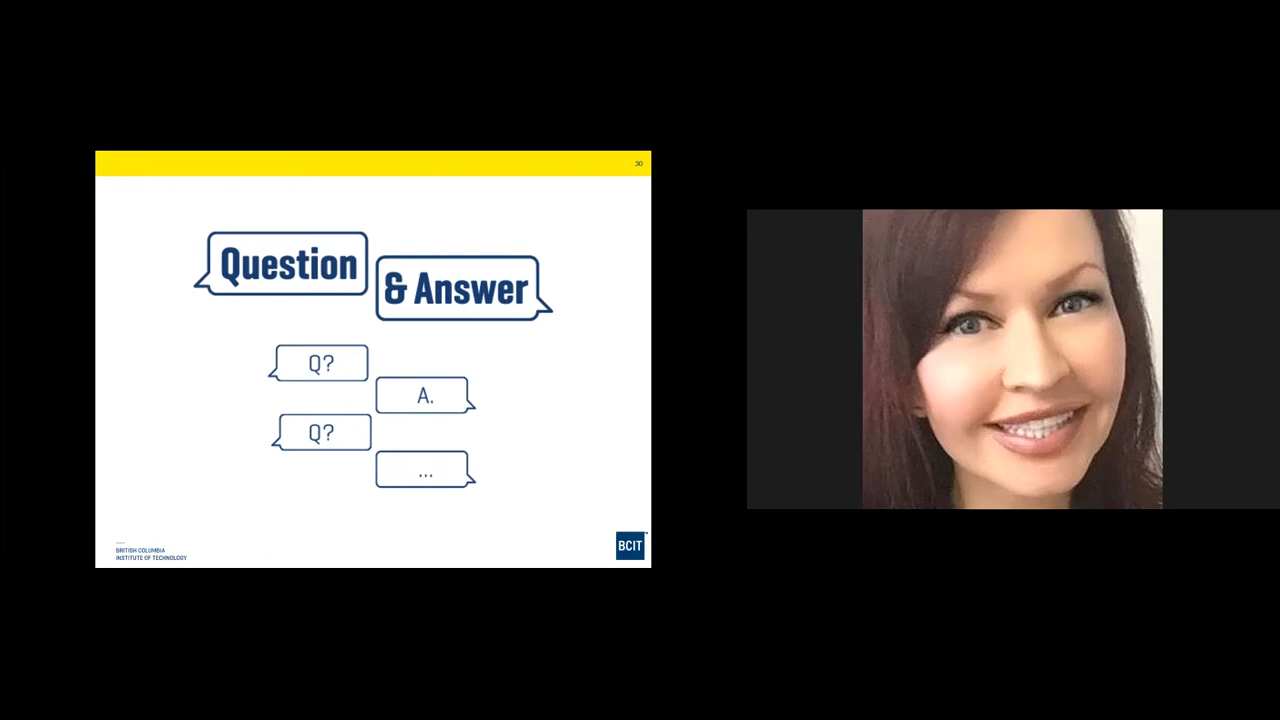 30
Question
& Answer
Q?
A.
Q?
...
BRITISH COLUMBIA
INSTITUTE OF TECHNOLOGY
BCIT